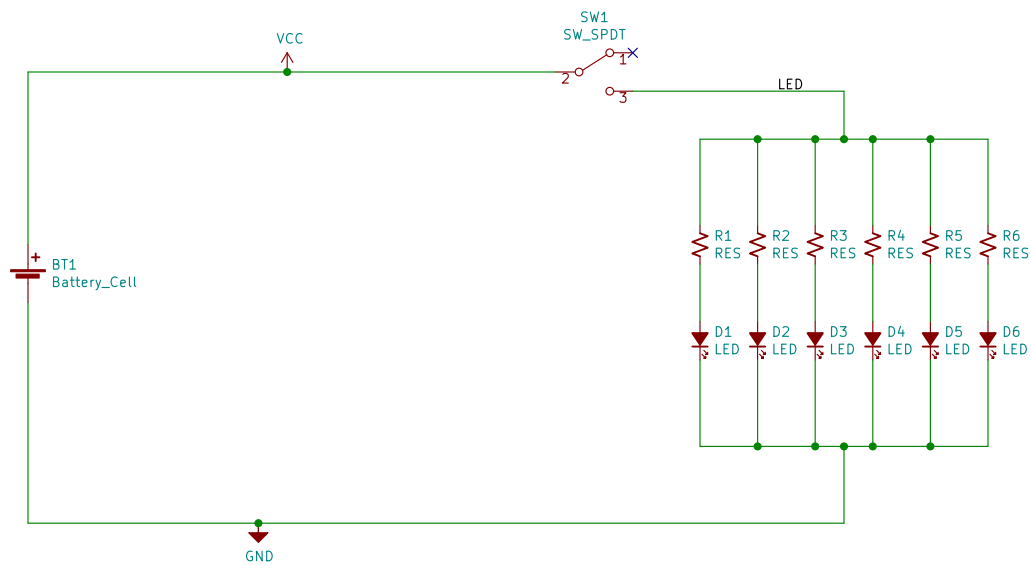 SW1
SW_SPDT
VCC
1
2
3
LED
R1
RES
R2
RES
R3
RES
R4
RES
R5
RES
R6
RES
+
BT1
Battery_Cell
D1
LED
D2
LED
D3
LED
D4
LED
D5
LED
D6
LED
GND